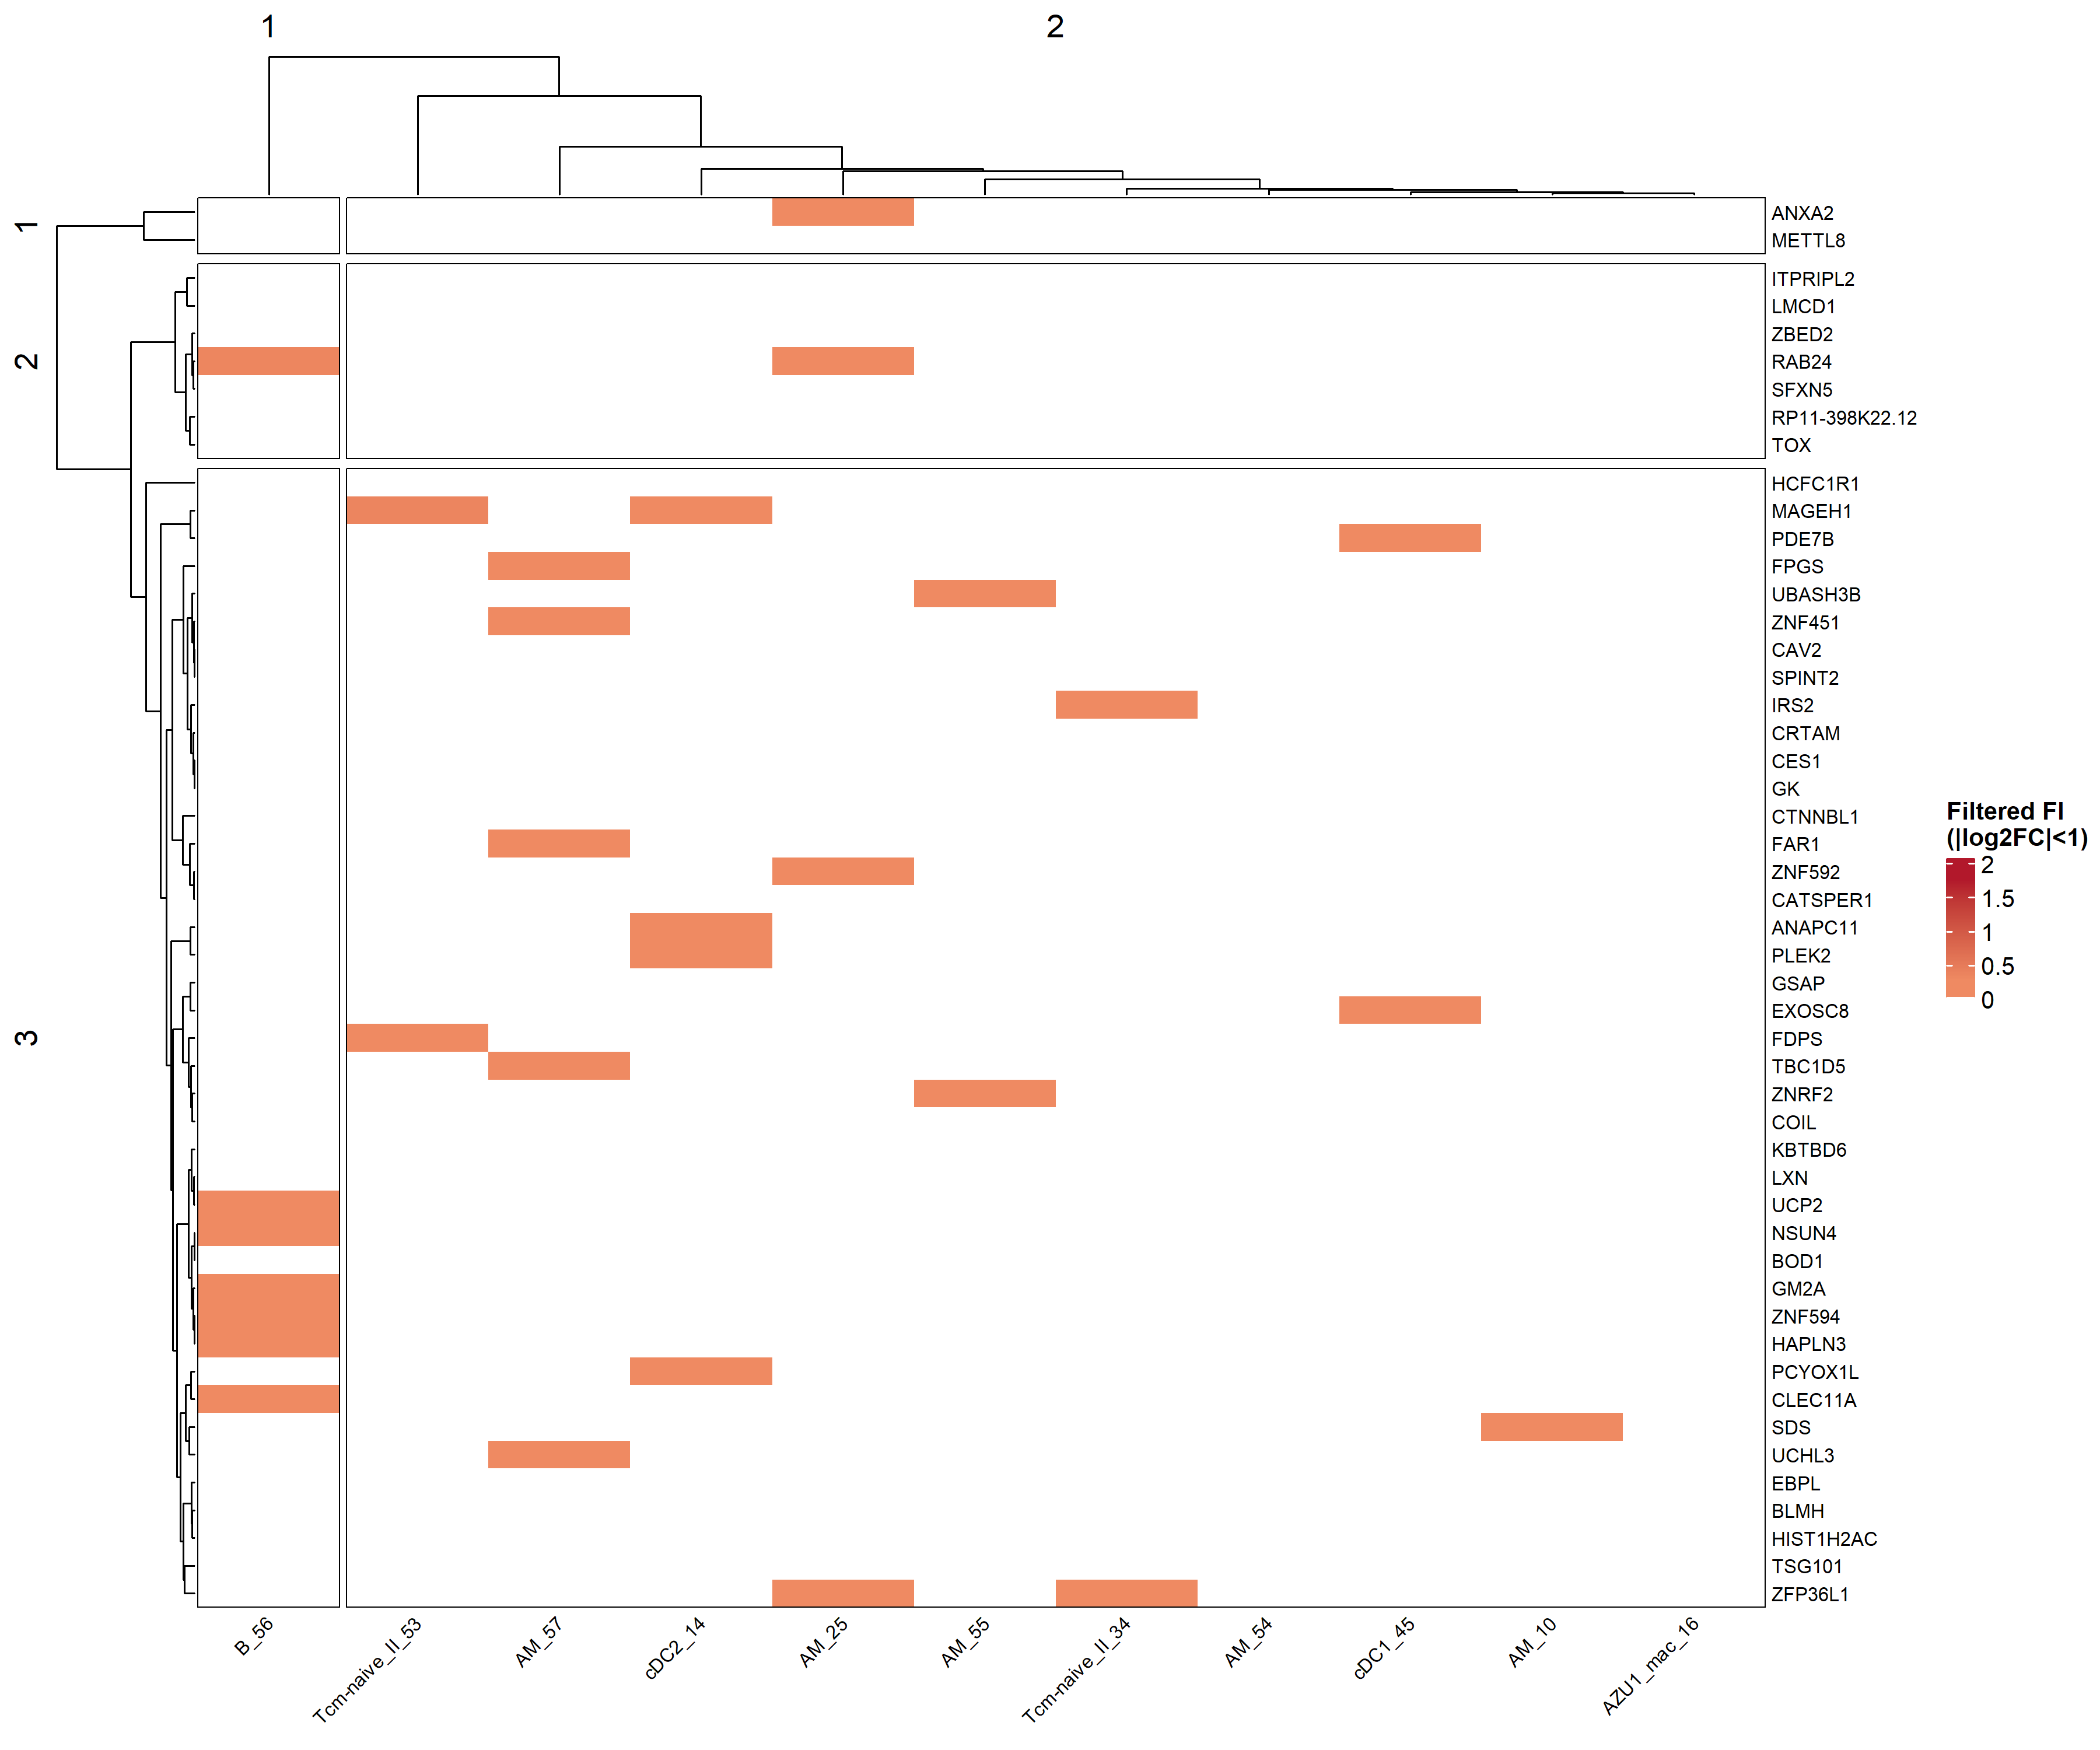 1
2
1
ANXA2
METTL8
2
ITPRIPL2
LMCD1
ZBED2
RAB24
SFXN5
RP11-398K22.12
TOX
3
HCFC1R1
MAGEH1
PDE7B
FPGS
UBASH3B
ZNF451
CAV2
SPINT2
IRS2
CRTAM
CES1
GK
CTNNBL1
FAR1
ZNF592
CATSPER1
ANAPC11
PLEK2
GSAP
EXOSC8
FDPS
TBC1D5
ZNRF2
COIL
KBTBD6
LXN
UCP2
NSUN4
BOD1
GM2A
ZNF594
HAPLN3
PCYOX1L
CLEC11A
SDS
UCHL3
EBPL
BLMH
HIST1H2AC
TSG101
ZFP36L1
Filtered FI
(|log2FC|<1)
2
1.5
1
0.5
0
B_56
Tcm-naive_II_53
AM_57
cDC2_14
AM_25
AM_55
Tcm-naive_II_34
AM_54
cDC1_45
AM_10
AZU1_mac_16